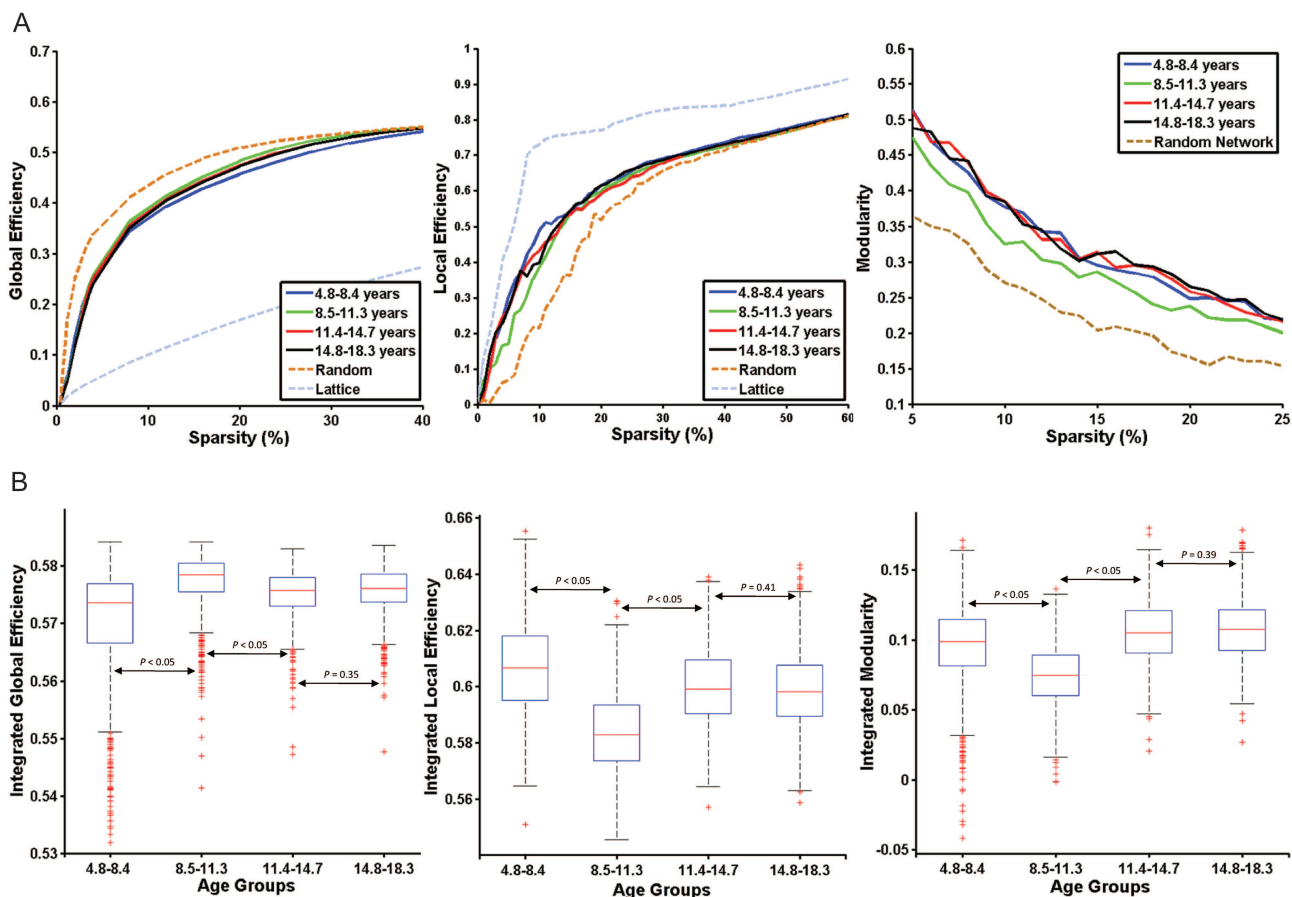 A
0.7
0.6
0.5
0.4
0.3
0.2
0.1
0
0
10
20
30
40
Global Efficiency
Sparsity (%)
4.8-8.4 years
8.5-11.3 years
11.4-14.7 years
14.8-18.3 years
Random
Lattice
1
0.9
0.8
0.7
0.6
0.5
0.4
0.3
0.2
0.1
0
0
10
20
30
40
50
60
Local Efficiency
Sparsity (%)
4.8-8.4 years
8.5-11.3 years
11.4-14.7 years
14.8-18.3 years
Random
Lattice
0.6
0.55
0.5
0.45
0.4
0.35
0.3
0.25
0.2
0.15
0.1
5
10
15
20
25
Modularity
Sparsity (%)
4.8-8.4 years
8.5-11.3 years
11.4-14.7 years
14.8-18.3 years
Random Network
B
0.58
0.57
0.56
0.55
0.54
0.53
Integrated Global Efficiency
P < 0.05
P < 0.05
P = 0.35
4.8-8.4
8.5-11.3
11.4-14.7
14.8-18.3
Age Groups
0.66
0.64
0.62
0.6
0.58
0.56
Integrated Local Efficiency
P < 0.05
P < 0.05
P = 0.41
4.8-8.4
8.5-11.3
11.4-14.7
14.8-18.3
Age Groups
0.15
0.1
0.05
0
-0.05
Integrated Modularity
P < 0.05
P < 0.05
P = 0.39
4.8-8.4
8.5-11.3
11.4-14.7
14.8-18.3
Age Groups